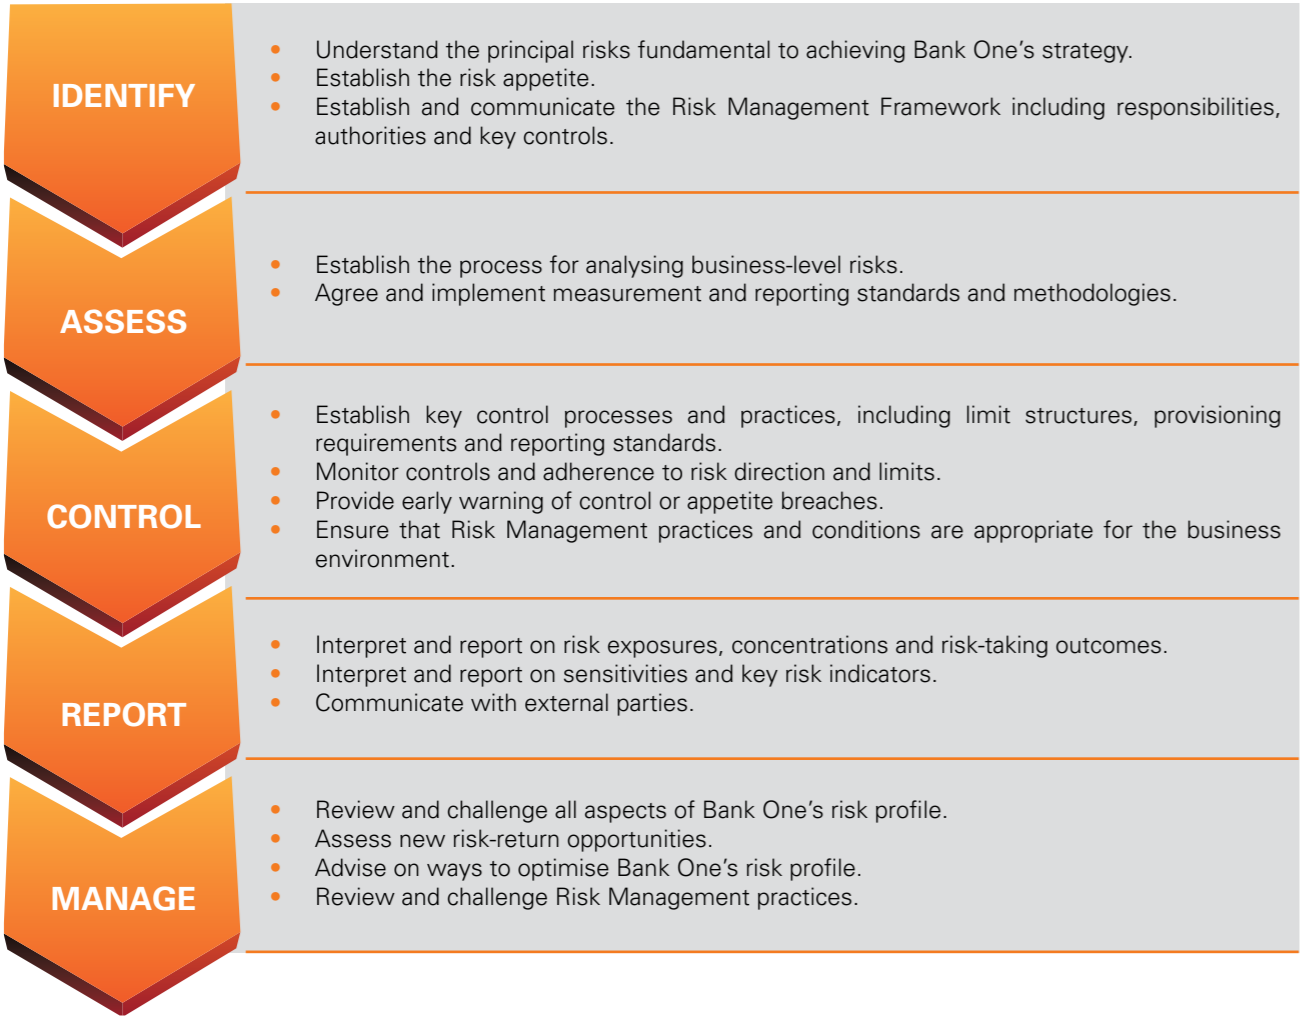 IDENTIFY
• Understand the principal risks fundamental to achieving Bank One’s strategy.
• Establish the risk appetite.
• Establish and communicate the Risk Management Framework including responsibilities,
authorities and key controls.
ASSESS
• Establish the process for analysing business-level risks.
• Agree and implement measurement and reporting standards and methodologies.
CONTROL
• Establish key control processes and practices, including limit structures, provisioning
requirements and reporting standards.
• Monitor controls and adherence to risk direction and limits.
• Provide early warning of control or appetite breaches.
• Ensure that Risk Management practices and conditions are appropriate for the business
environment.
REPORT
• Interpret and report on risk exposures, concentrations and risk-taking outcomes.
• Interpret and report on sensitivities and key risk indicators.
• Communicate with external parties.
MANAGE
• Review and challenge all aspects of Bank One’s risk profile.
• Assess new risk-return opportunities.
• Advise on ways to optimise Bank One’s risk profile.
• Review and challenge Risk Management practices.